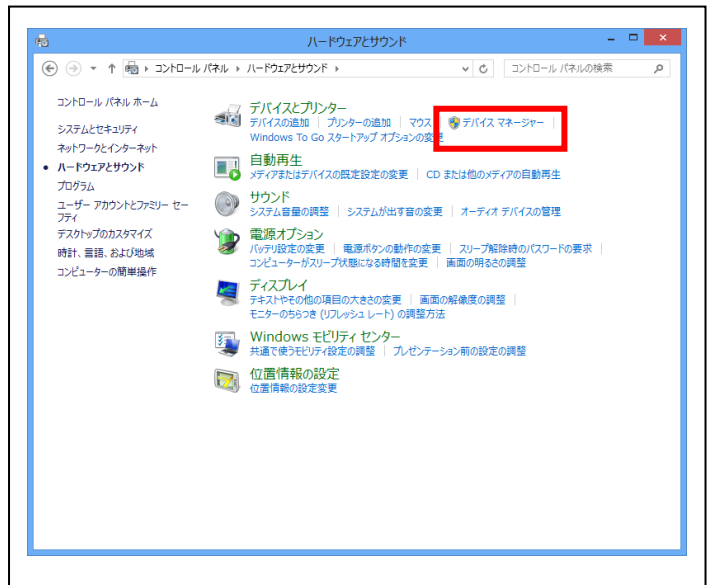 ハードウェアとサウンド
コントロール パネル ハードウェアとサウンド
コントロール パネルの検索
コントロール パネル ホーム
システムとセキュリティ
ネットワークとインターネット
ハードウェアとサウンド
プログラム
ユーザー アカウントとファミリー セー
フティ
デスクトップのカスタマイズ
時計、言語、および地域
コンピューターの簡単操作
デバイスとプリンター
デバイスの追加 プリンターの追加 マウス デバイス マネージャー
Windows To Go スタートアップ オプションの変更
自動再生
メディアまたはデバイスの既定設定の変更 CD または他のメディアの自動再生
サウンド
システム音量の調整 システムが出す音の変更 オーディオ デバイスの管理
電源オプション
バッテリ設定の変更 電源ボタンの動作の変更 スリープ解除時のパスワードの要求
コンピューターがスリープ状態になる時間を変更 画面の明るさの調整
ディスプレイ
テキストやその他の項目の大きさの変更 画面の解像度の調整
モニターのちらつき (リフレッシュ レート) の調整方法
Windows モビリティ センター
共通で使うモビリティ設定の調整 プレゼンテーション前の設定の調整
位置情報の設定
位置情報の設定変更